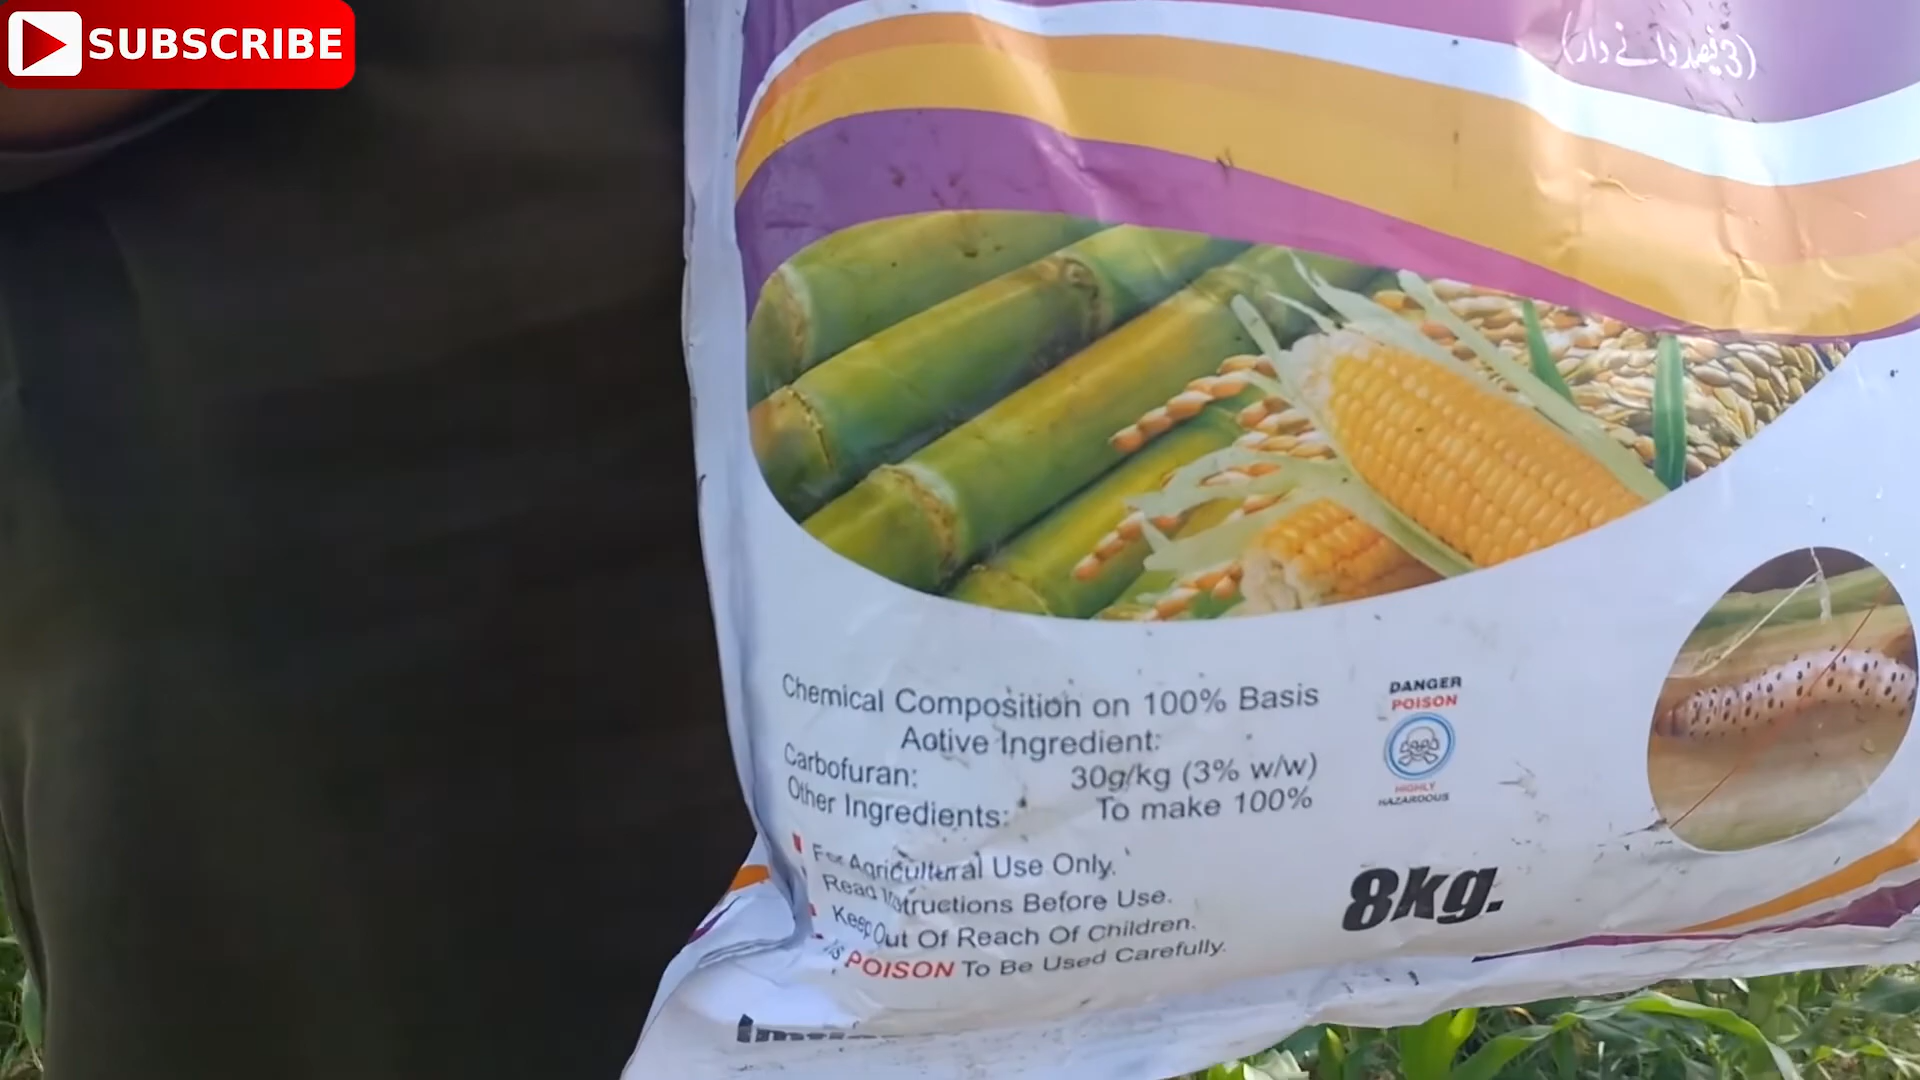 SUBSCRIBE
(3 فیصد دانے دار)
Chemical Composition on 100% Basis
Active Ingredient:
Carbofuran: 30g/kg (3% w/w)
Other Ingredients: To make 100%
DANGER
POISON
HIGHLY
HAZARDOUS
For Agricultural Use Only.
Read Instructions Before Use.
Keep Out Of Reach Of Children.
POISON To Be Used Carefully.
8kg.